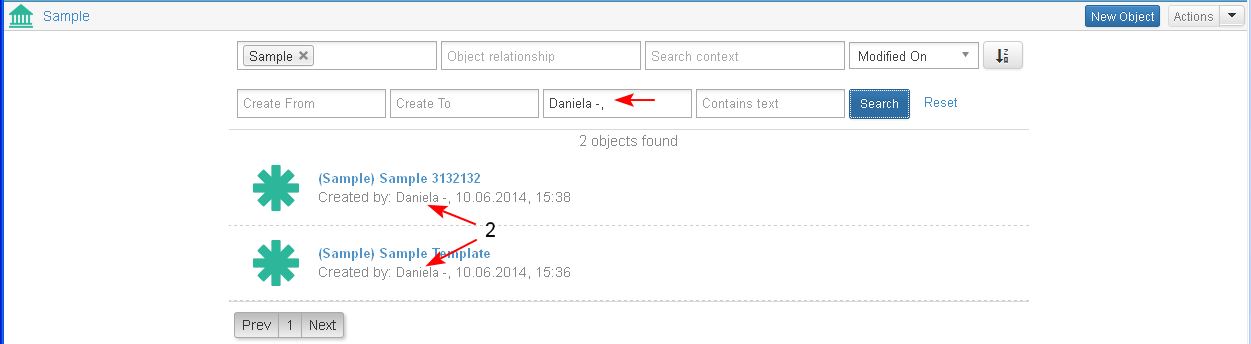 Sample New Object Actions
Sample Object relationship Search context Modified On
Create From Create To Daniela -, Contains text Search Reset
2 objects found
(Sample) Sample 3132132
Created by: Daniela -, 10.06.2014, 15:38
2
(Sample) Sample Template
Created by: Daniela -, 10.06.2014, 15:36
Prev 1 Next